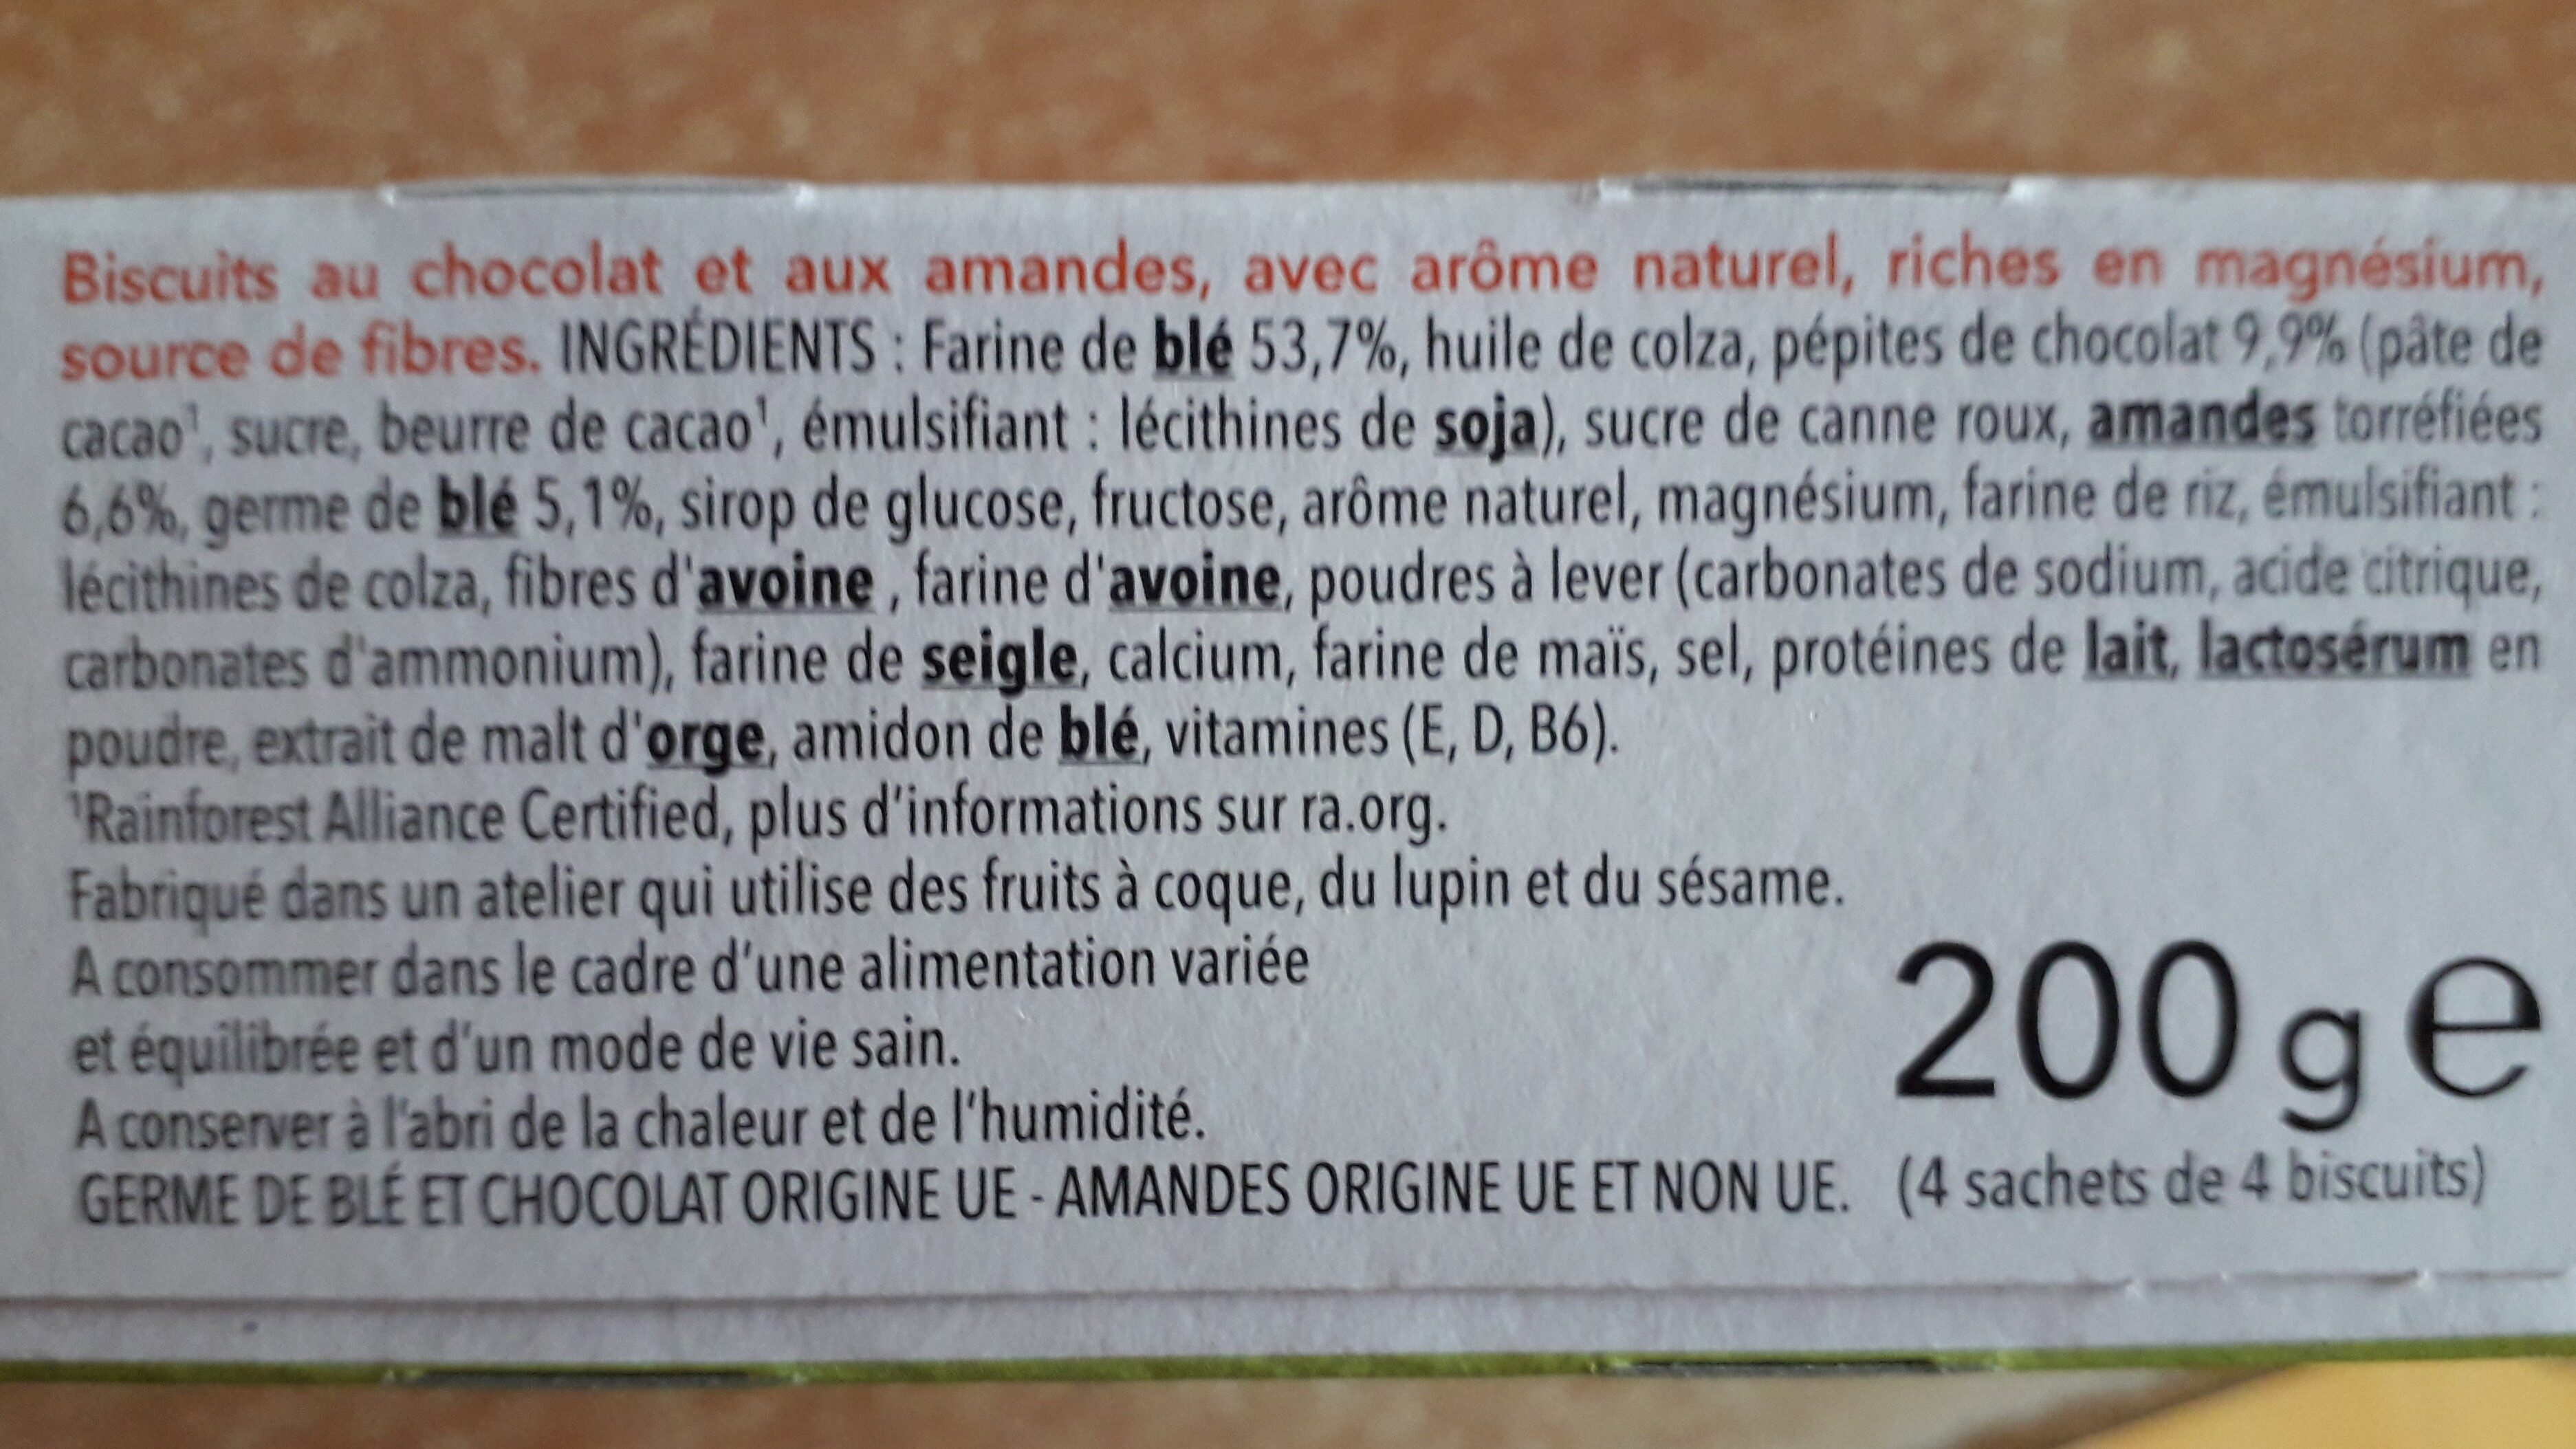 Biscuits au chocolat et aux amandes, avec arôme naturel, riches en magnésium,
source de fibres. INGRÉDIENTS : Farine de blé 53,7%, huile de colza, pépites de chocolat 9,9% (pâte de
cacao¹, sucre, beurre de cacao¹, émulsifiant : lécithines de soja), sucre de canne roux, amandes torréfiées
6,6%, germe de blé 5,1%, sirop de glucose, fructose, arôme naturel, magnésium, farine de riz, émulsifiant :
lécithines de colza, fibres d'avoine , farine d'avoine, poudres à lever (carbonates de sodium, acide citrique,
carbonates d'ammonium), farine de seigle, calcium, farine de maïs, sel, protéines de lait, lactosérum en
poudre, extrait de malt d'orge, amidon de blé, vitamines (E, D, B6).
¹Rainforest Alliance Certified, plus d'informations sur ra.org.
Fabriqué dans un atelier qui utilise des fruits à coque, du lupin et du sésame.
A consommer dans le cadre d'une alimentation variée
et équilibrée et d'un mode de vie sain.
A conserver à l'abri de la chaleur et de l'humidité.
GERME DE BLÉ ET CHOCOLAT ORIGINE UE - AMANDES ORIGINE UE ET NON UE.
200 g e
(4 sachets de 4 biscuits)